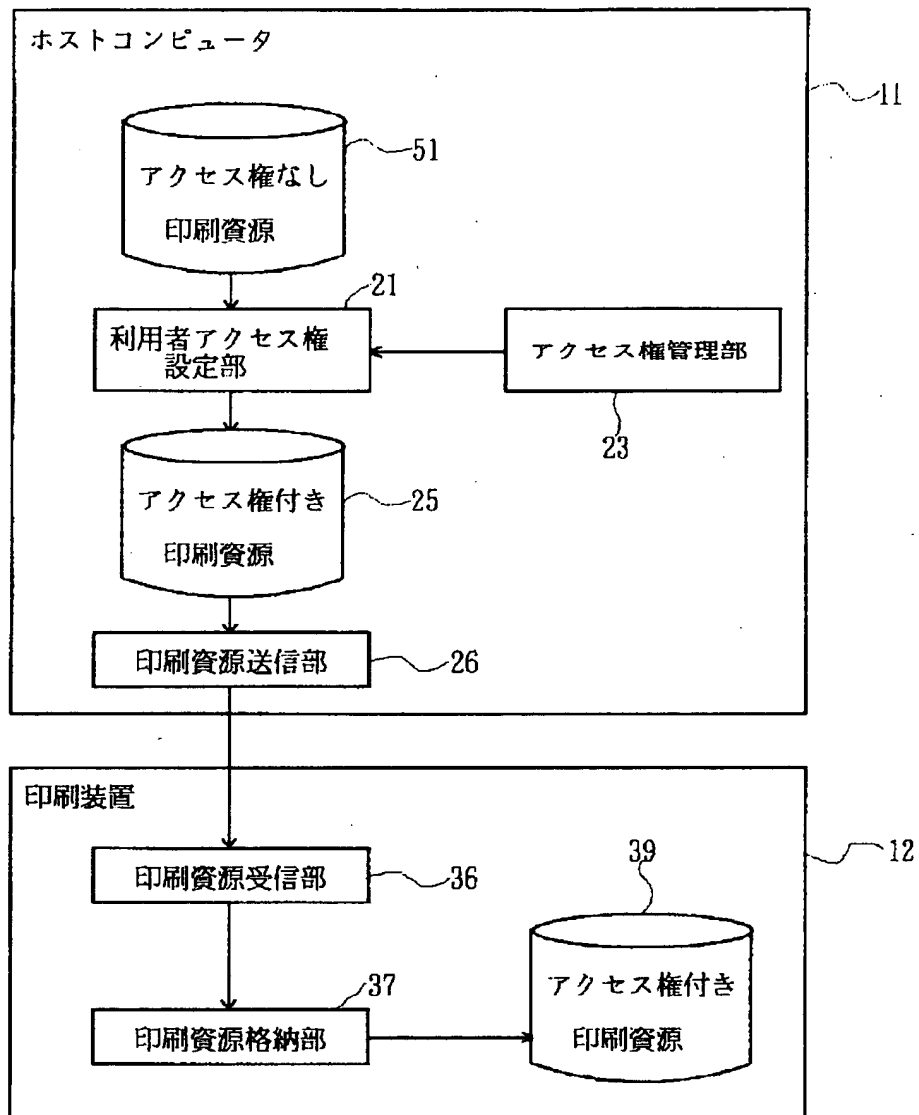 ホストコンピュータ
11
アクセス権なし
印刷資源
51
21
利用者アクセス権
設定部
アクセス権管理部
23
アクセス権付き
印刷資源
25
印刷資源送信部
26
印刷装置
12
印刷資源受信部
36
39
アクセス権付き
印刷資源
37
印刷資源格納部